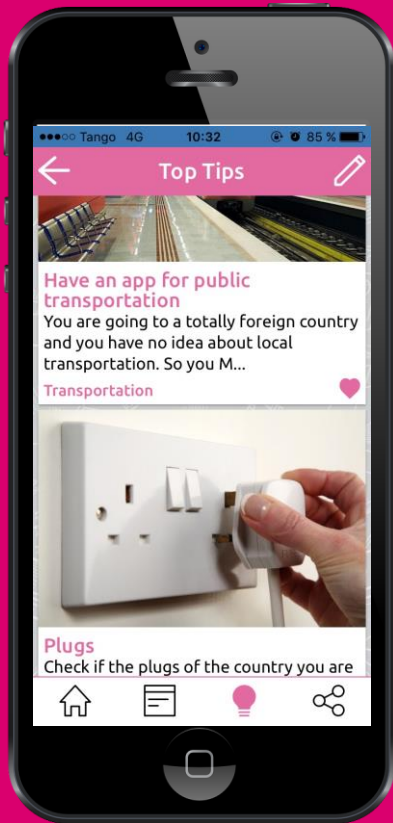 Tango 4G 10:32 85 %
Top Tips
Have an app for public
transportation
You are going to a totally foreign country
and you have no idea about local
transportation. So you M...
Transportation
Plugs
Check if the plugs of the country you are